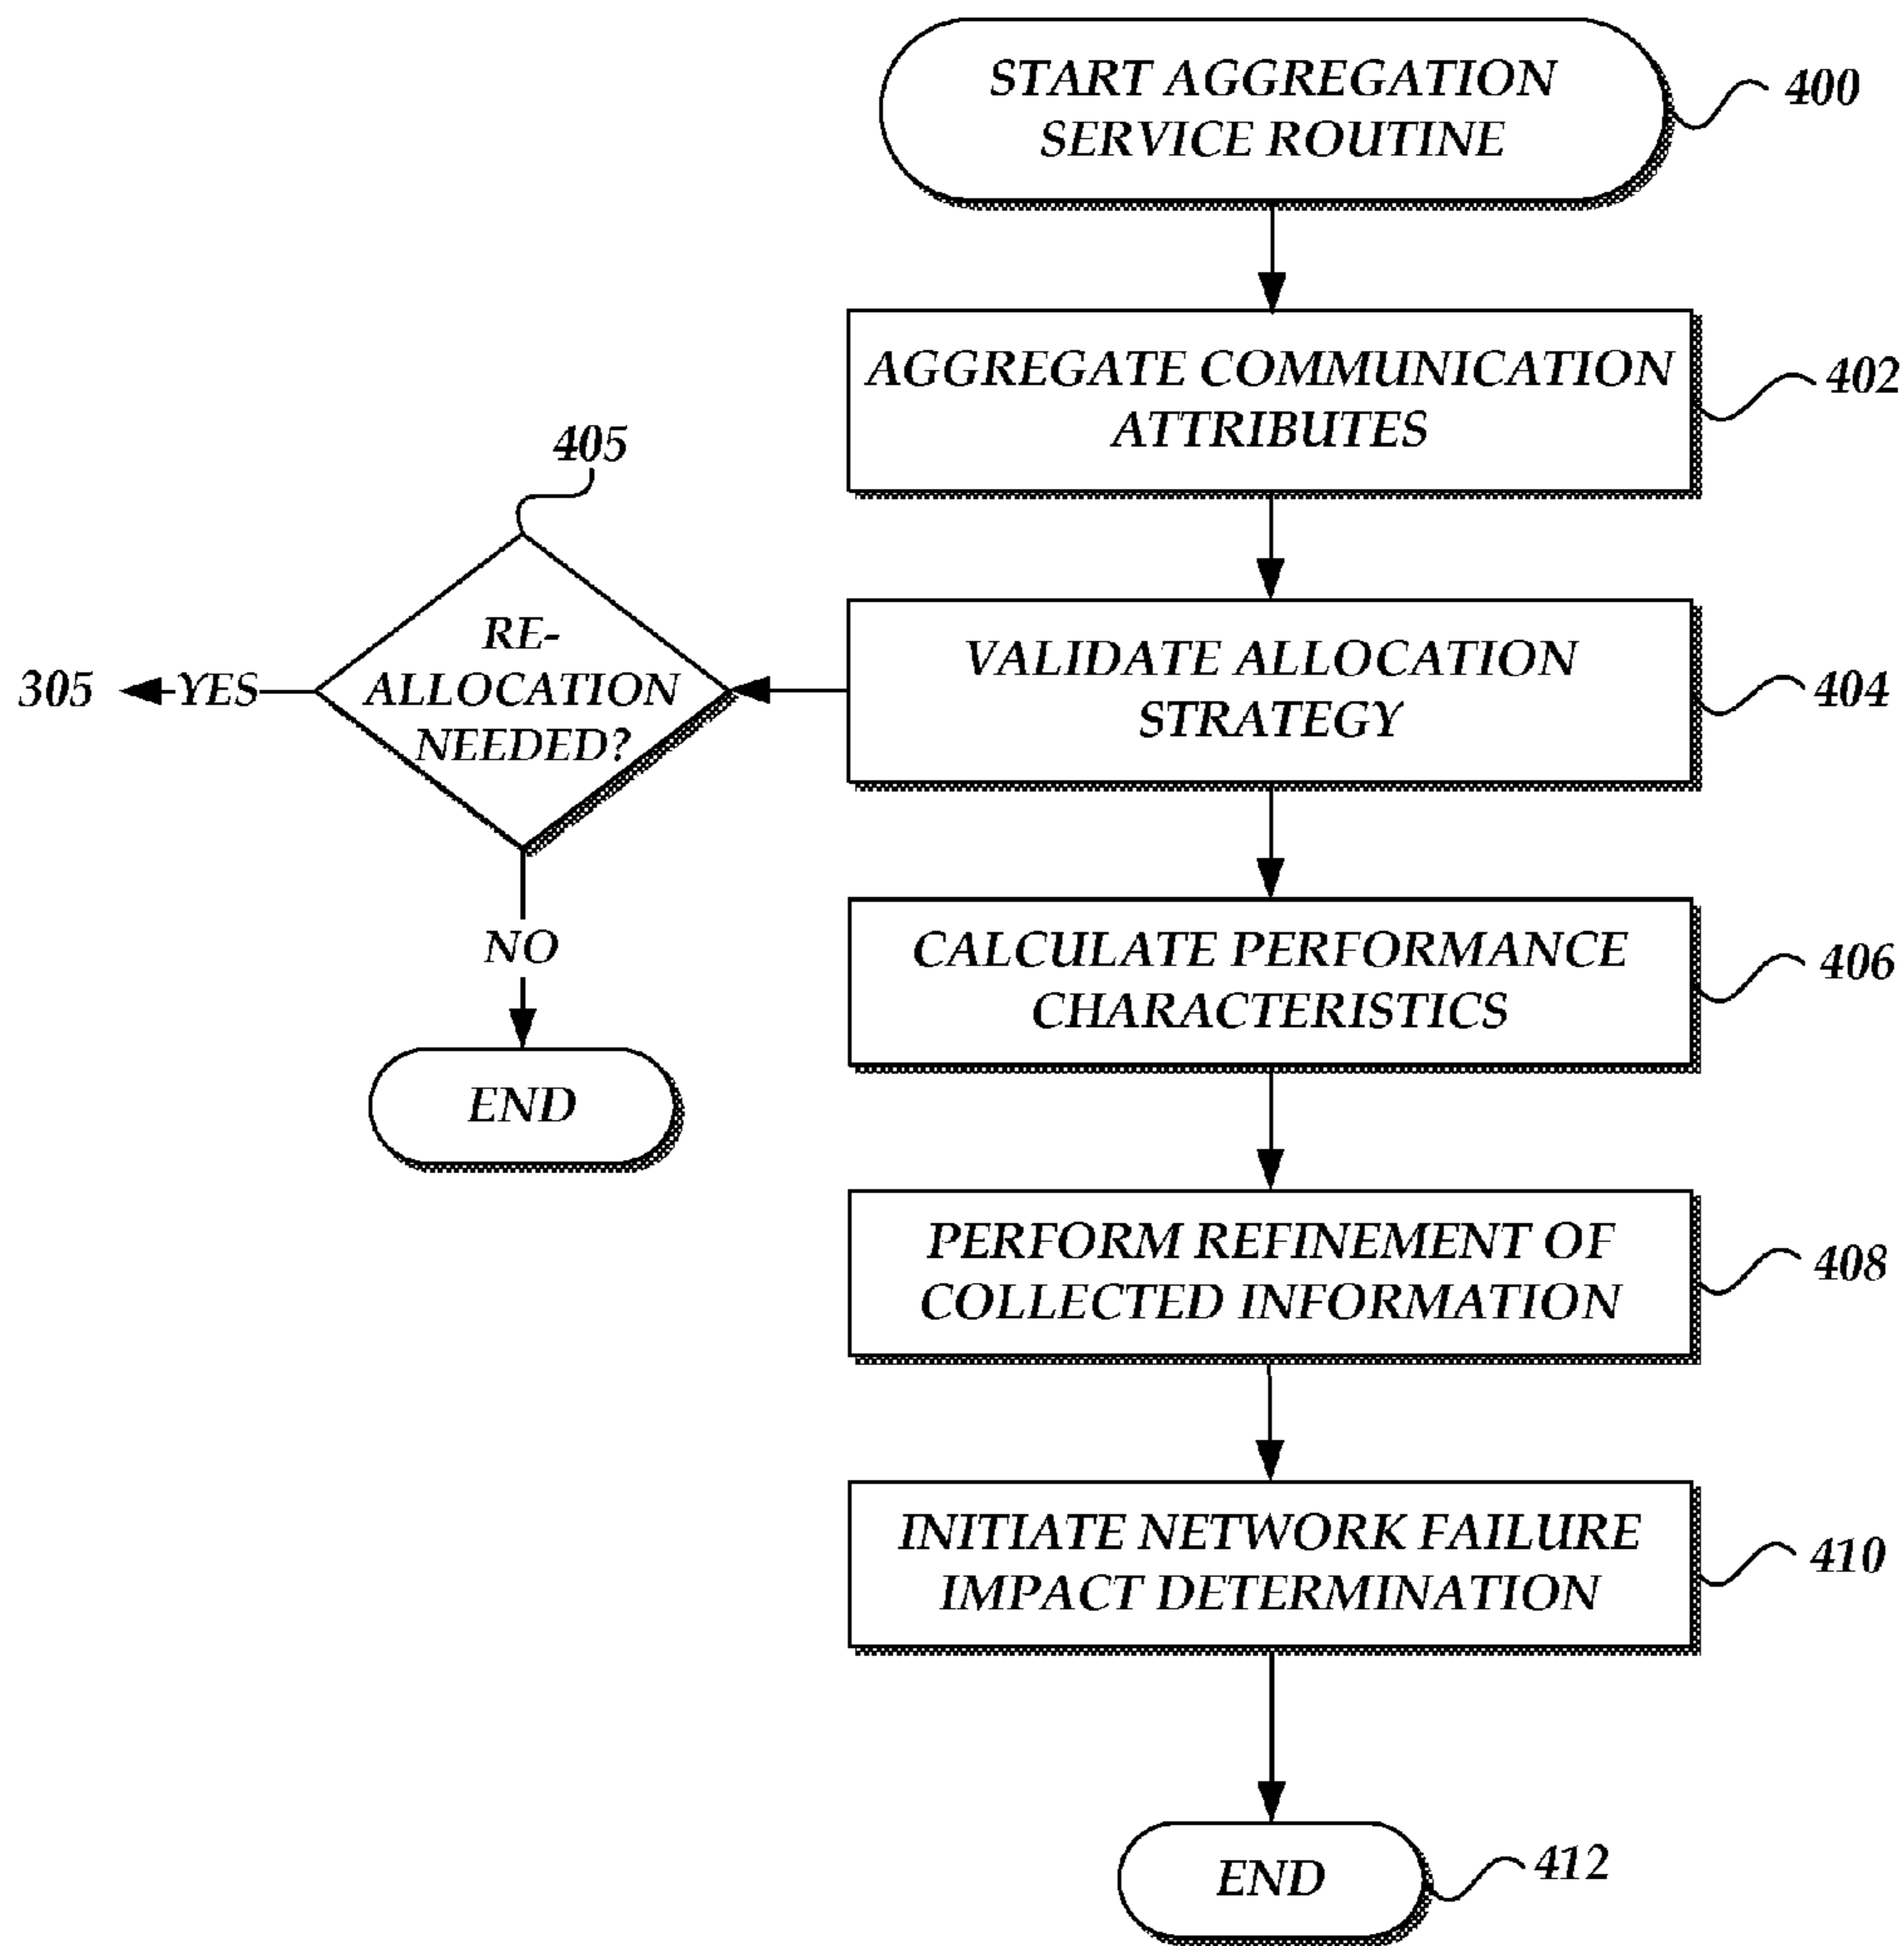 START AGGREGATION
SERVICE ROUTINE
400
AGGREGATE COMMUNICATION
ATTRIBUTES
402
405
RE-
ALLOCATION
NEEDED?
305
YES
NO
END
VALIDATE ALLOCATION
STRATEGY
404
CALCULATE PERFORMANCE
CHARACTERISTICS
406
PERFORM REFINEMENT OF
COLLECTED INFORMATION
408
INITIATE NETWORK FAILURE
IMPACT DETERMINATION
410
END
412